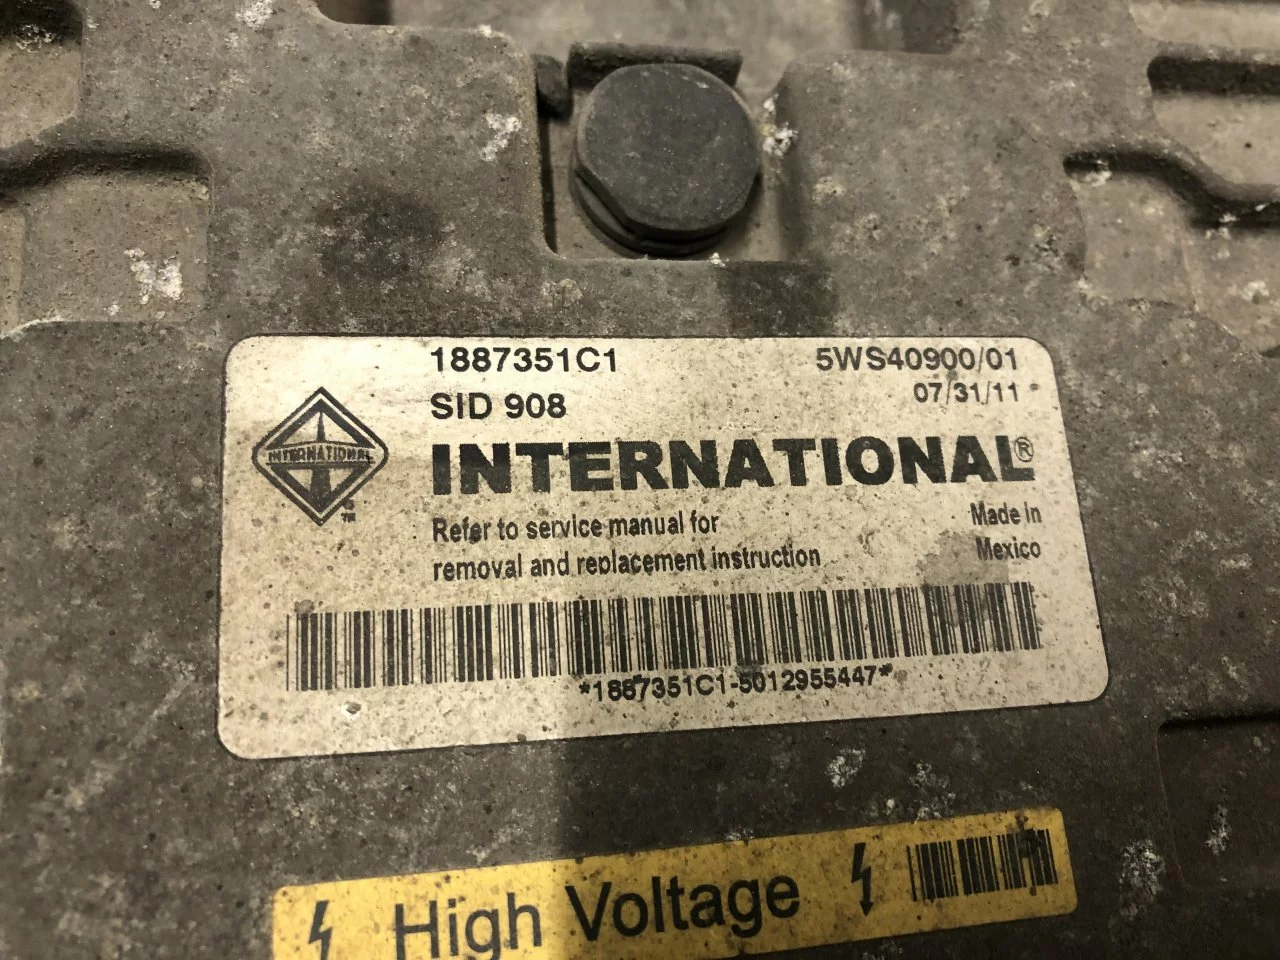 1887351C1
5WS40900/01
SID 908
07/31/11
INTERNATIONAL
INTERNATIONAL®
TM
Refer to service manual for
removal and replacement instruction
Made in
Mexico
*1887351C1-5012955447*
High Voltage